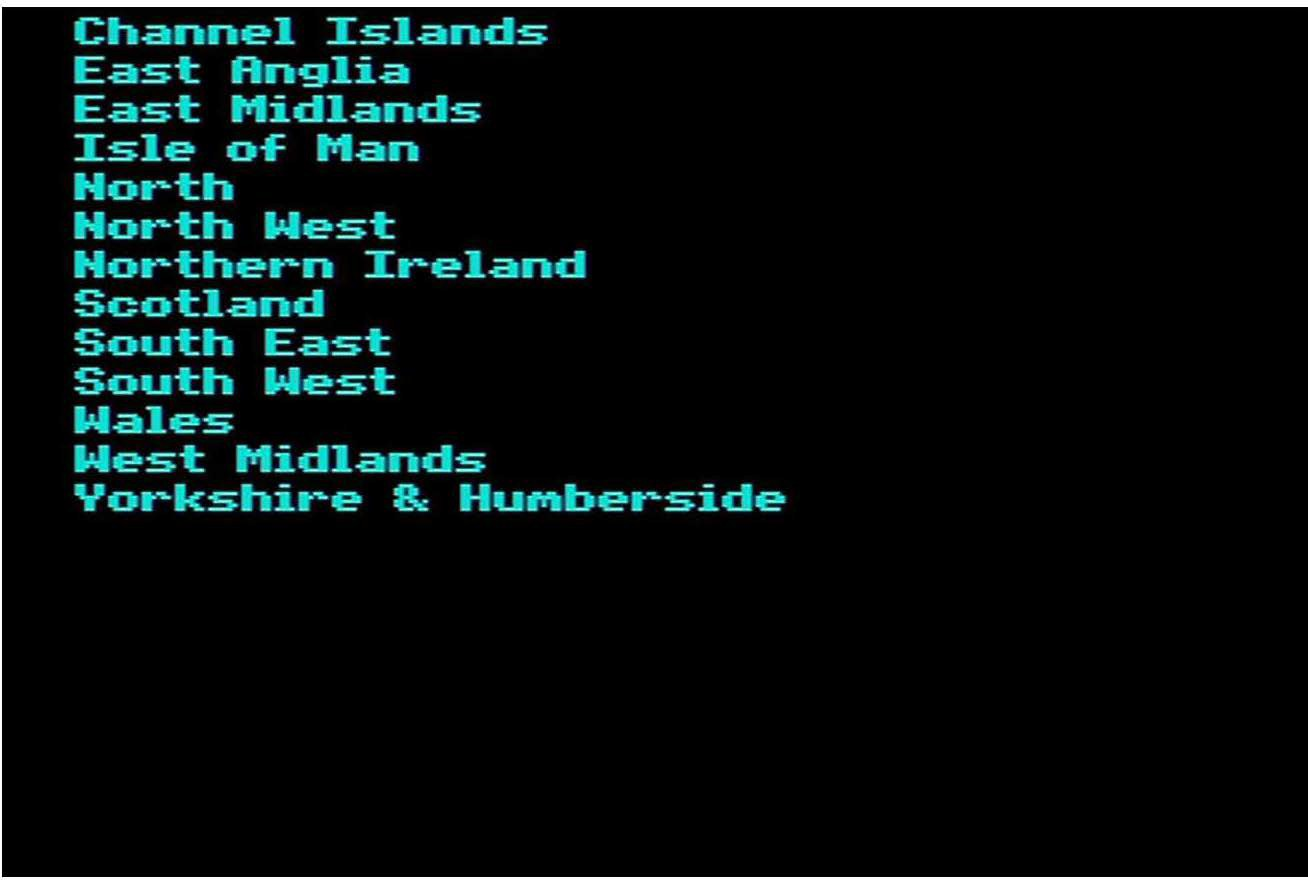 Channel Islands
East Anglia
East Midlands
Isle of Man
North
North West
Northern Ireland
Scotland
South East
South West
Wales
West Midlands
Yorkshire & Humberside